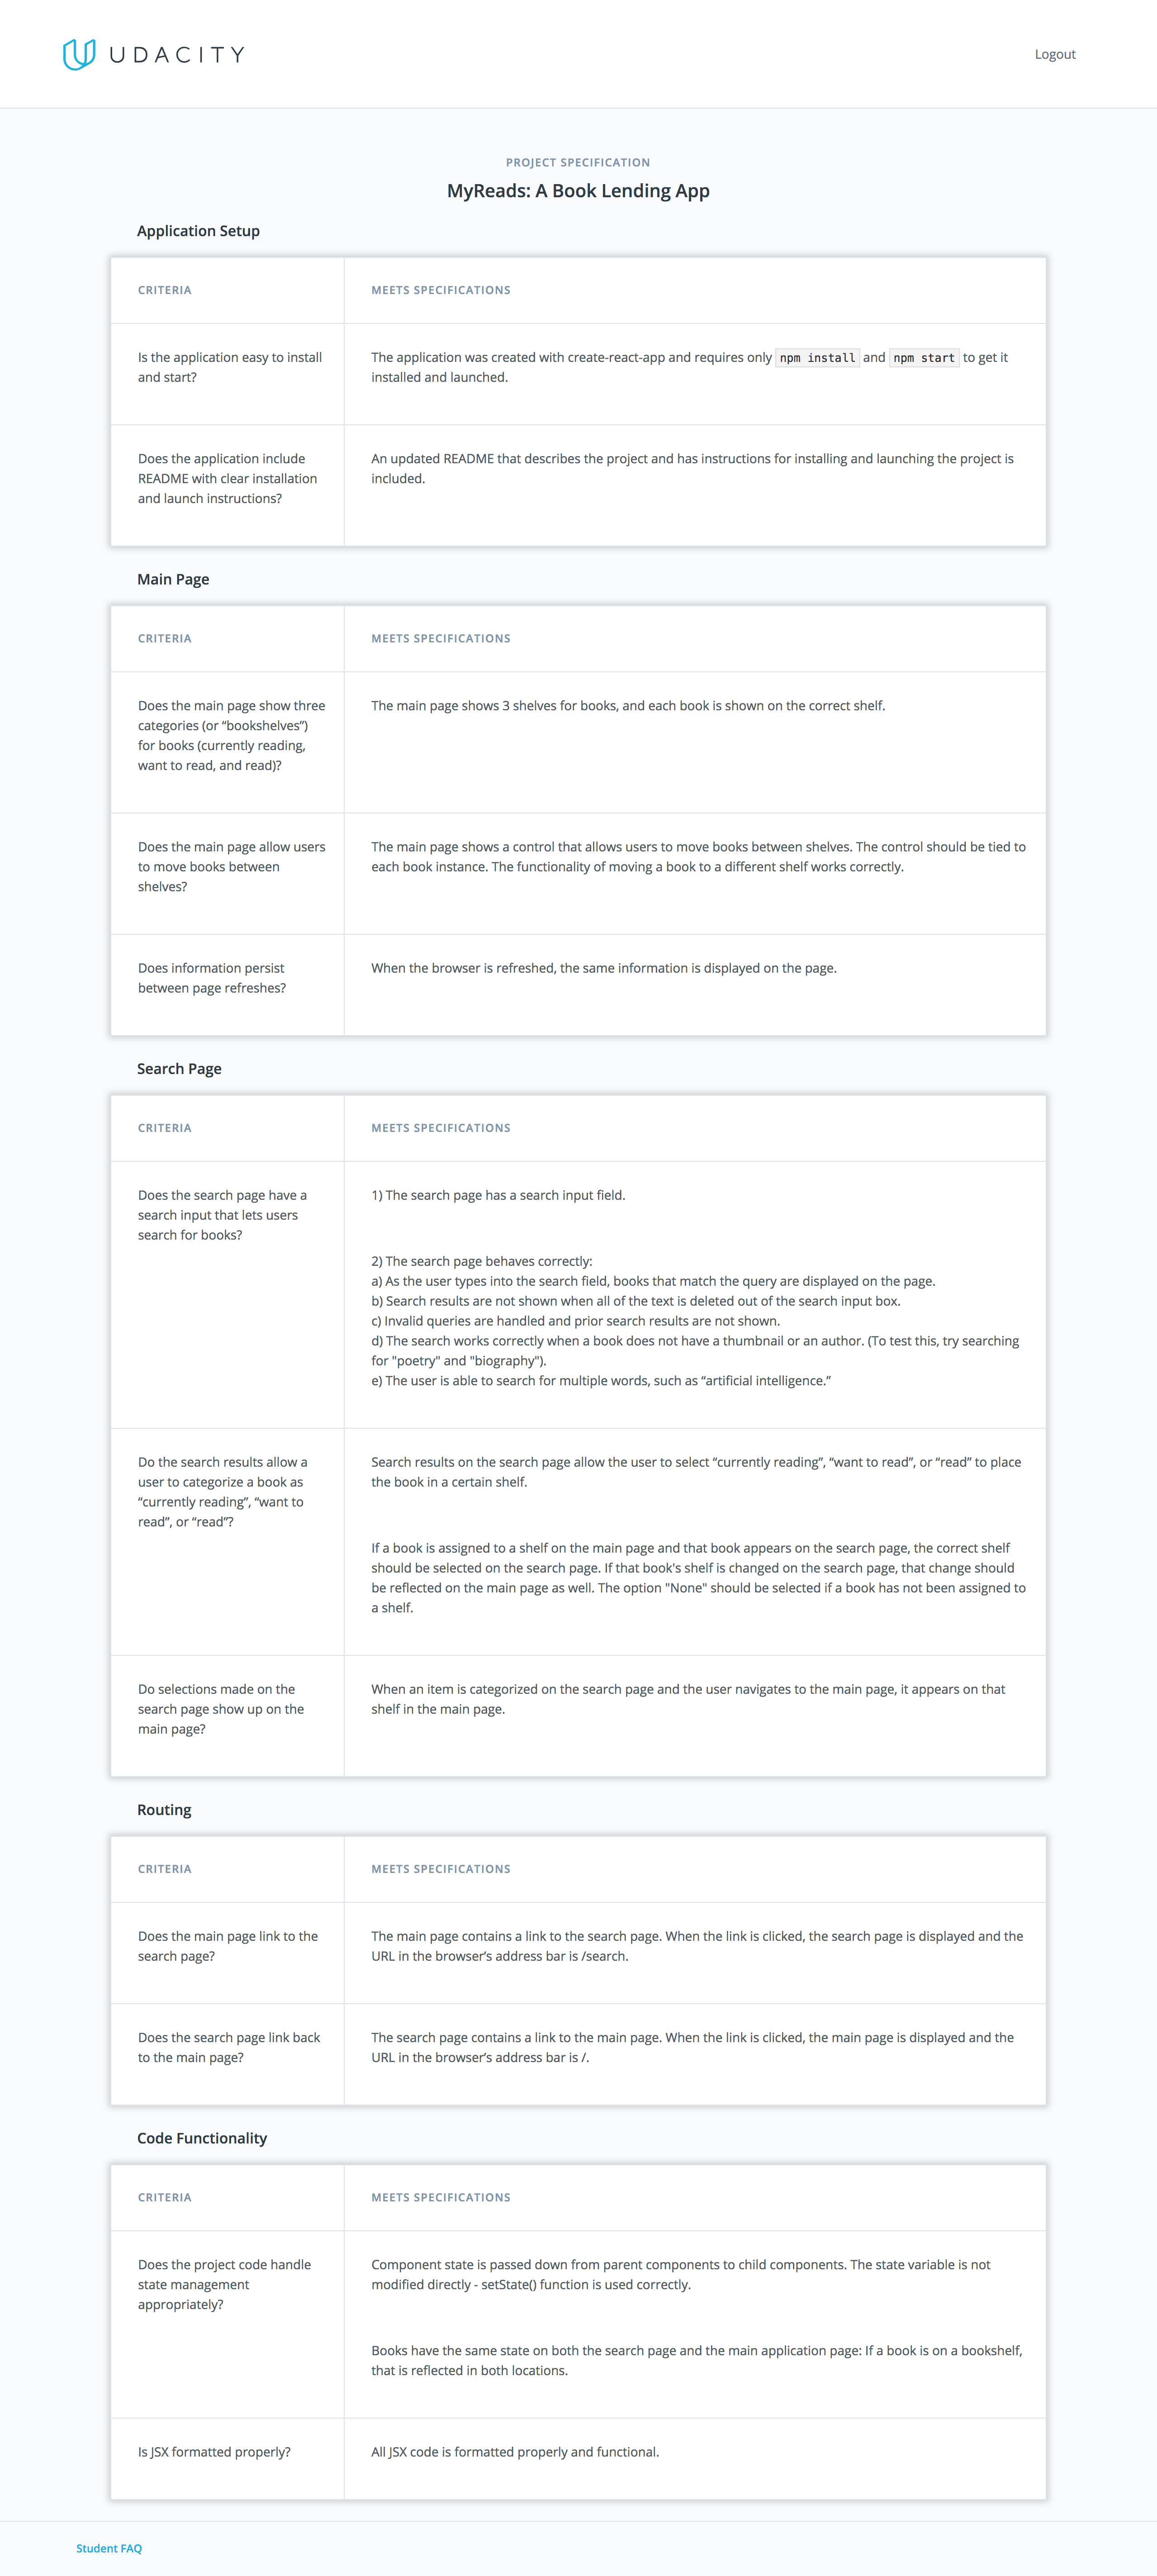 UDACITY
Logout
PROJECT SPECIFICATION
MyReads: A Book Lending App
Application Setup
CRITERIA
MEETS SPECIFICATIONS
Is the application easy to install
and start?
The application was created with create-react-app and requires only npm install and npm start to get it
installed and launched.
Does the application include
README with clear installation
and launch instructions?
An updated README that describes the project and has instructions for installing and launching the project is
included.
Main Page
CRITERIA
MEETS SPECIFICATIONS
Does the main page show three
categories (or “bookshelves”)
for books (currently reading,
want to read, and read)?
The main page shows 3 shelves for books, and each book is shown on the correct shelf.
Does the main page allow users
to move books between
shelves?
The main page shows a control that allows users to move books between shelves. The control should be tied to
each book instance. The functionality of moving a book to a different shelf works correctly.
Does information persist
between page refreshes?
When the browser is refreshed, the same information is displayed on the page.
Search Page
CRITERIA
MEETS SPECIFICATIONS
Does the search page have a
search input that lets users
search for books?
1) The search page has a search input field.
2) The search page behaves correctly:
a) As the user types into the search field, books that match the query are displayed on the page.
b) Search results are not shown when all of the text is deleted out of the search input box.
c) Invalid queries are handled and prior search results are not shown.
d) The search works correctly when a book does not have a thumbnail or an author. (To test this, try searching
for "poetry" and "biography").
e) The user is able to search for multiple words, such as “artificial intelligence.”
Do the search results allow a
user to categorize a book as
“currently reading”, “want to
read”, or “read”?
Search results on the search page allow the user to select “currently reading”, “want to read”, or “read” to place
the book in a certain shelf.
If a book is assigned to a shelf on the main page and that book appears on the search page, the correct shelf
should be selected on the search page. If that book's shelf is changed on the search page, that change should
be reflected on the main page as well. The option "None" should be selected if a book has not been assigned to
a shelf.
Do selections made on the
search page show up on the
main page?
When an item is categorized on the search page and the user navigates to the main page, it appears on that
shelf in the main page.
Routing
CRITERIA
MEETS SPECIFICATIONS
Does the main page link to the
search page?
The main page contains a link to the search page. When the link is clicked, the search page is displayed and the
URL in the browser’s address bar is /search.
Does the search page link back
to the main page?
The search page contains a link to the main page. When the link is clicked, the main page is displayed and the
URL in the browser’s address bar is /.
Code Functionality
CRITERIA
MEETS SPECIFICATIONS
Does the project code handle
state management
appropriately?
Component state is passed down from parent components to child components. The state variable is not
modified directly - setState() function is used correctly.
Books have the same state on both the search page and the main application page: If a book is on a bookshelf,
that is reflected in both locations.
Is JSX formatted properly?
All JSX code is formatted properly and functional.
Student FAQ